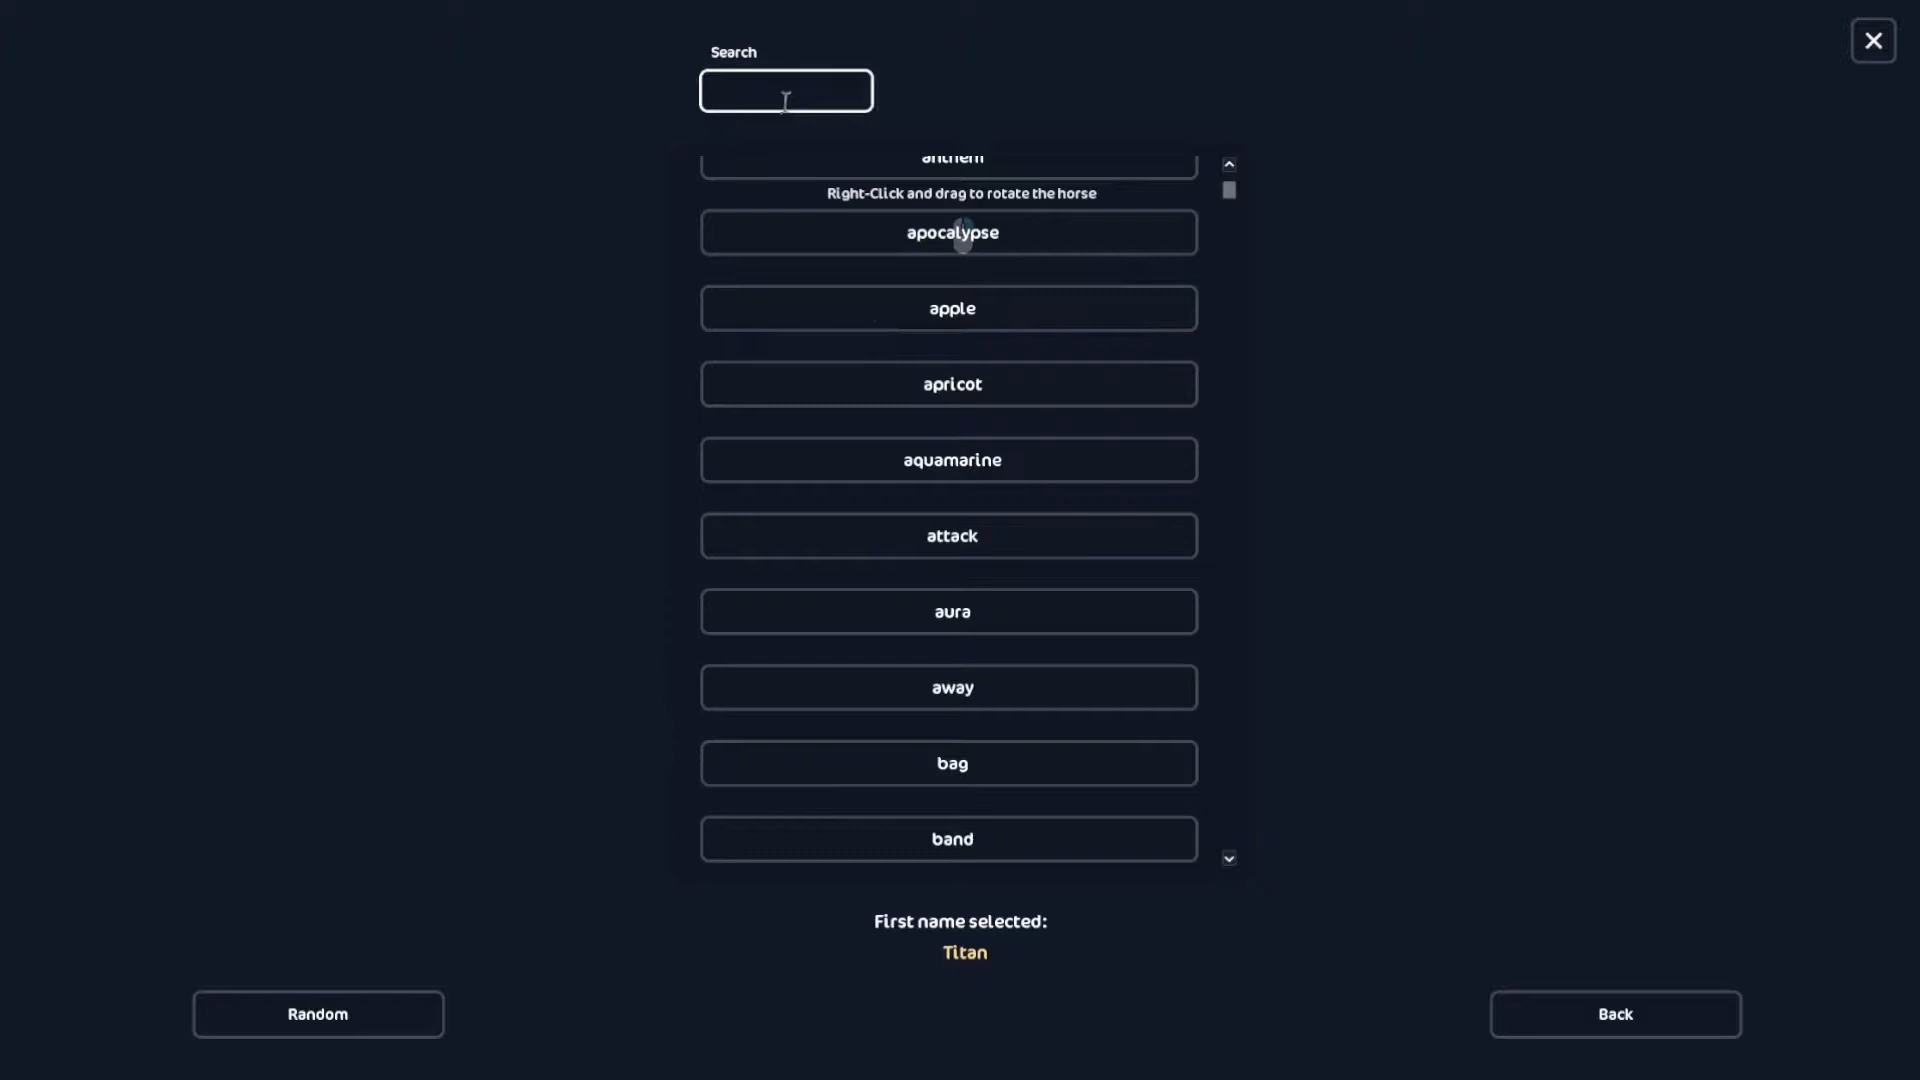 Search
anthem
Right-Click and drag to rotate the horse
apocalypse
apple
apricot
aquamarine
attack
aura
away
bag
band
First name selected:
Titan
Random
Back